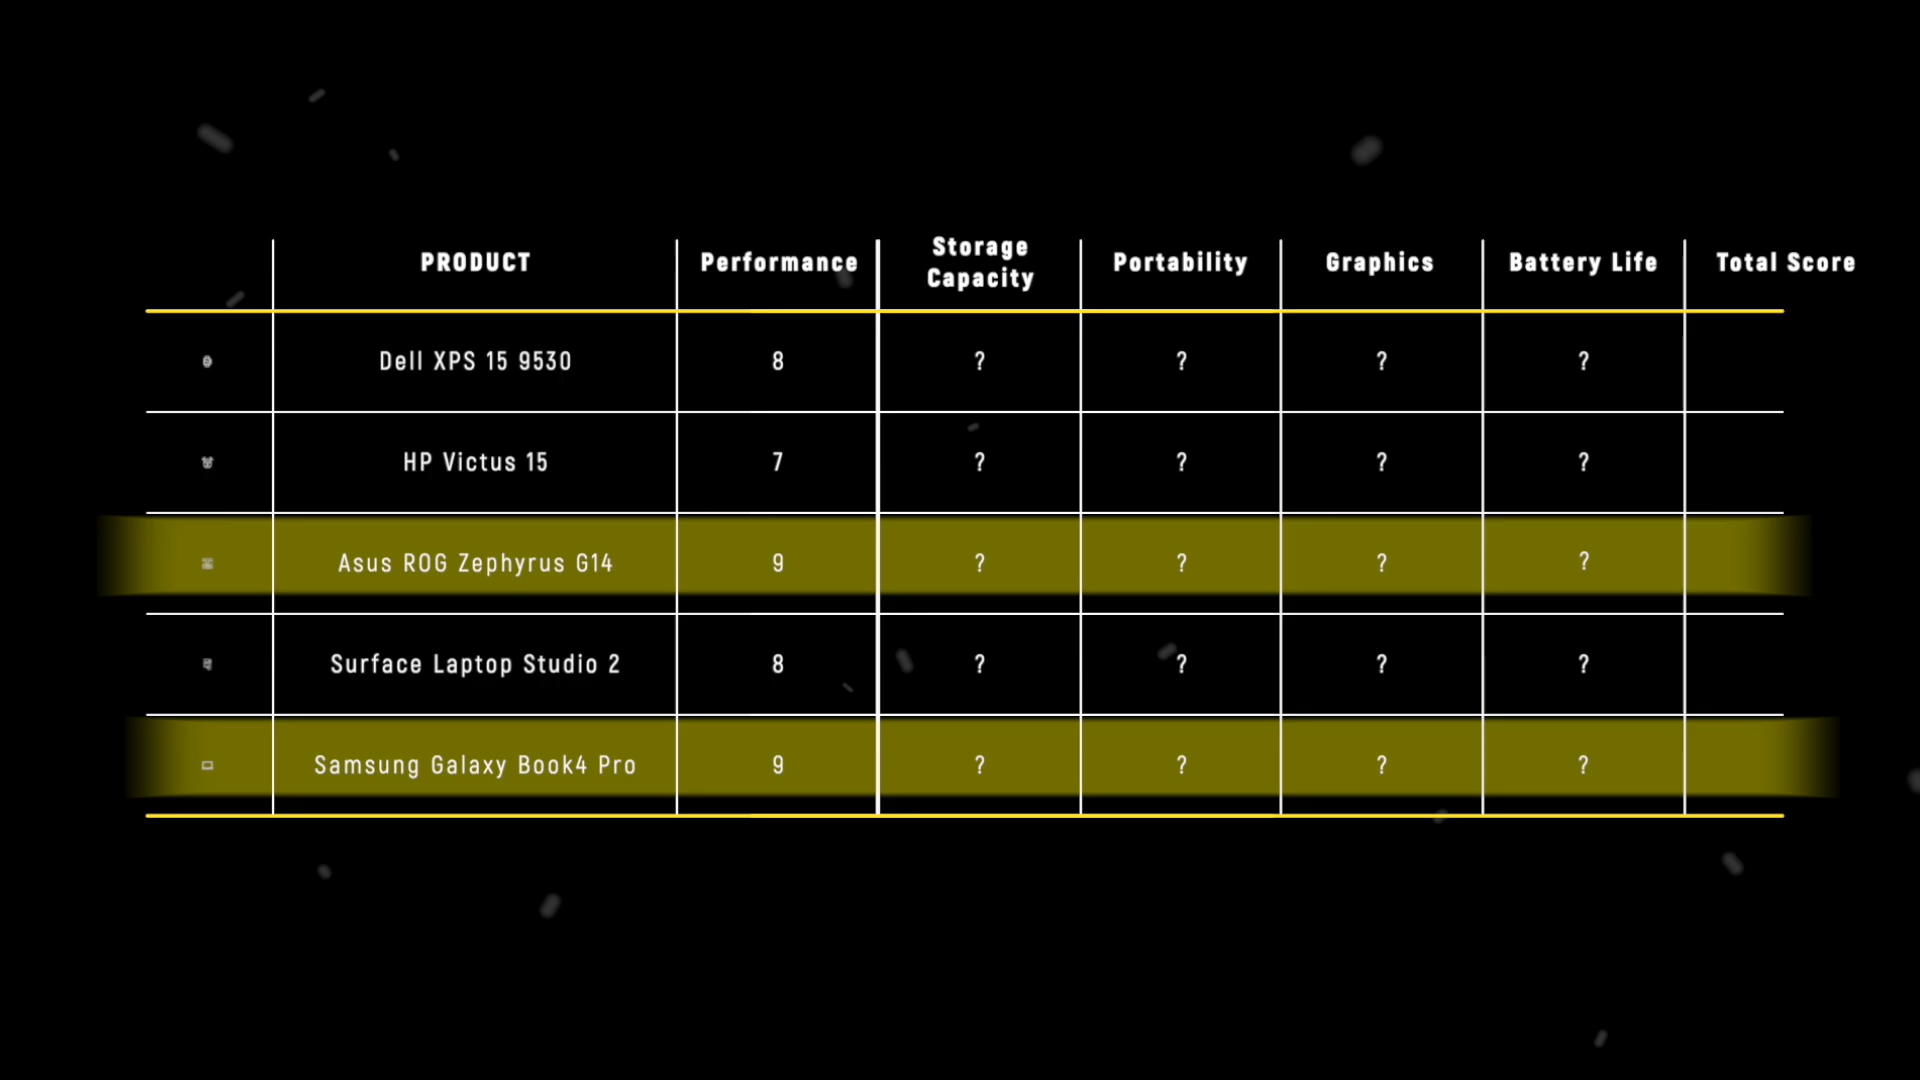 PRODUCT Performance Storage Capacity Portability Graphics Battery Life Total Score
Dell XPS 15 9530 8 ? ? ? ?
HP Victus 15 7 ? ? ? ?
Asus ROG Zephyrus G14 9 ? ? ? ?
Surface Laptop Studio 2 8 ? ? ? ?
Samsung Galaxy Book4 Pro 9 ? ? ? ?